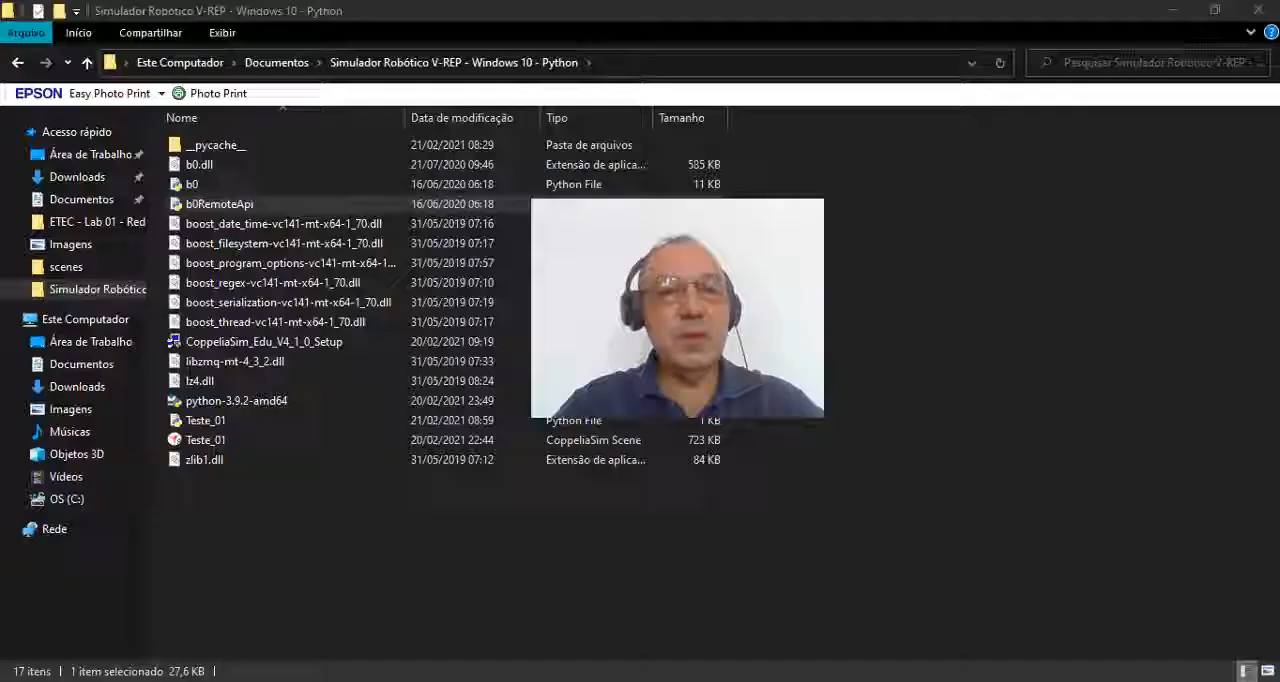 Simulador Robótico V-REP - Windows 10 - Python
Arquivo Início Compartilhar Exibir
Este Computador Documentos Simulador Robótico V-REP - Windows 10 - Python Pesquisar Simulador Robótico V-REP -
EPSON Easy Photo Print Photo Print
Nome Data de modificação Tipo Tamanho
Acesso rápido
Área de Trabalho
Downloads
Documentos
ETEC - Lab 01 - Red
Imagens
scenes
Simulador Robótico
Este Computador
Área de Trabalho
Documentos
Downloads
Imagens
Músicas
Objetos 3D
Vídeos
OS (C:)
Rede
__pycache__ 21/02/2021 08:29 Pasta de arquivos
b0.dll 21/07/2020 09:46 Extensão de aplica... 585 KB
b0 16/06/2020 06:18 Python File 11 KB
b0RemoteApi 16/06/2020 06:18
boost_date_time-vc141-mt-x64-1_70.dll 31/05/2019 07:16
boost_filesystem-vc141-mt-x64-1_70.dll 31/05/2019 07:17
boost_program_options-vc141-mt-x64-1... 31/05/2019 07:57
boost_regex-vc141-mt-x64-1_70.dll 31/05/2019 07:10
boost_serialization-vc141-mt-x64-1_70.dll 31/05/2019 07:19
boost_thread-vc141-mt-x64-1_70.dll 31/05/2019 07:17
CoppeliaSim_Edu_V4_1_0_Setup 20/02/2021 09:19
libzmq-mt-4_3_2.dll 31/05/2019 07:33
lz4.dll 31/05/2019 08:24
python-3.9.2-amd64 20/02/2021 23:49
Teste_01 21/02/2021 08:59 Python File 1 KB
Teste_01 20/02/2021 22:44 CoppeliaSim Scene 723 KB
zlib1.dll 31/05/2019 07:12 Extensão de aplica... 84 KB
17 itens 1 item selecionado 27,6 KB